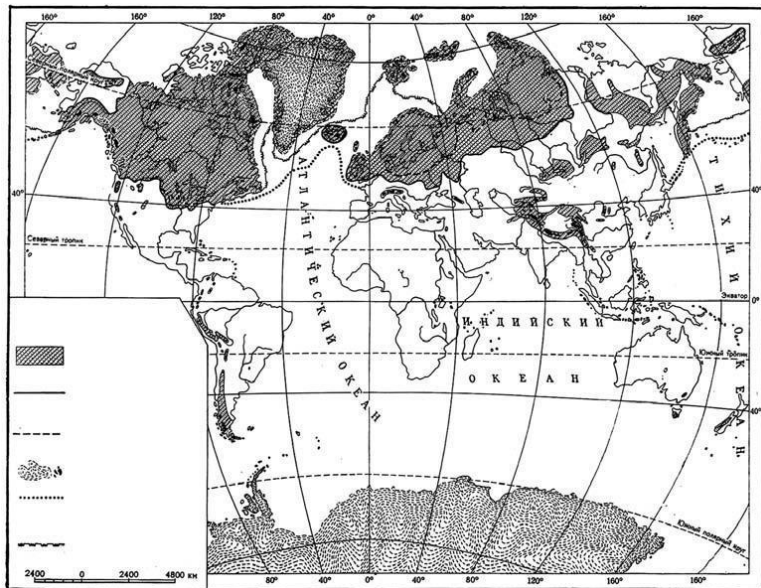 160° 160° 120° 80° 40° 0° 40° 80° 120° 160° 160°
40°
40°
АТЛАНТИЧЕСКИЙ ОКЕАН
ТИХИЙ ОКЕАН
Северный тропик
Экватор
ИНДИЙСКИЙ
ОКЕАН
Южный тропик
40°
Южный полярный круг
2400 0 2400 4800 км
80° 40° 0° 40° 80° 120° 160°